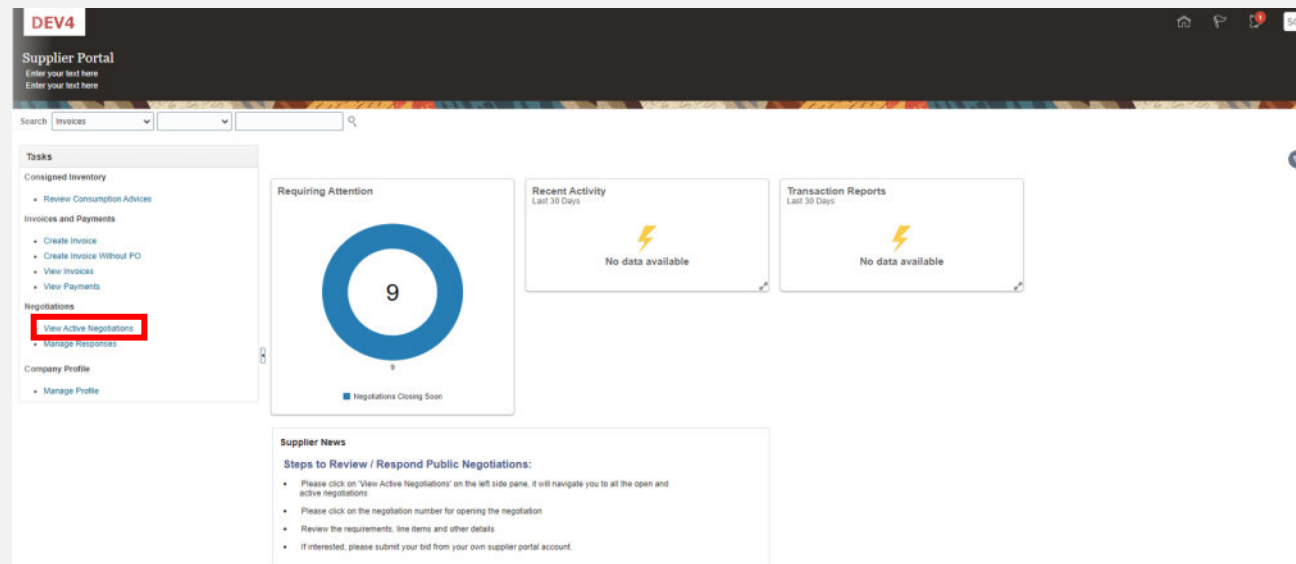 DEV4
1
Supplier Portal
Enter your text here
Enter your text here
Search Invoices
Tasks
Consigned Inventory
Review Consumption Advices
Invoices and Payments
Create Invoice
Create Invoice Without PO
View Invoices
View Payments
Negotiations
View Active Negotiations
Manage Responses
Company Profile
Manage Profile
Requiring Attention
9
9
Negotiations Closing Soon
Recent Activity
Last 30 Days
No data available
Transaction Reports
Last 30 Days
No data available
Supplier News
Steps to Review / Respond Public Negotiations:
Please click on 'View Active Negotiations' on the left side pane, it will navigate you to all the open and
active negotiations
Please click on the negotiation number for opening the negotiation
Review the requirements, line items and other details
If interested, please submit your bid from your own supplier portal account.